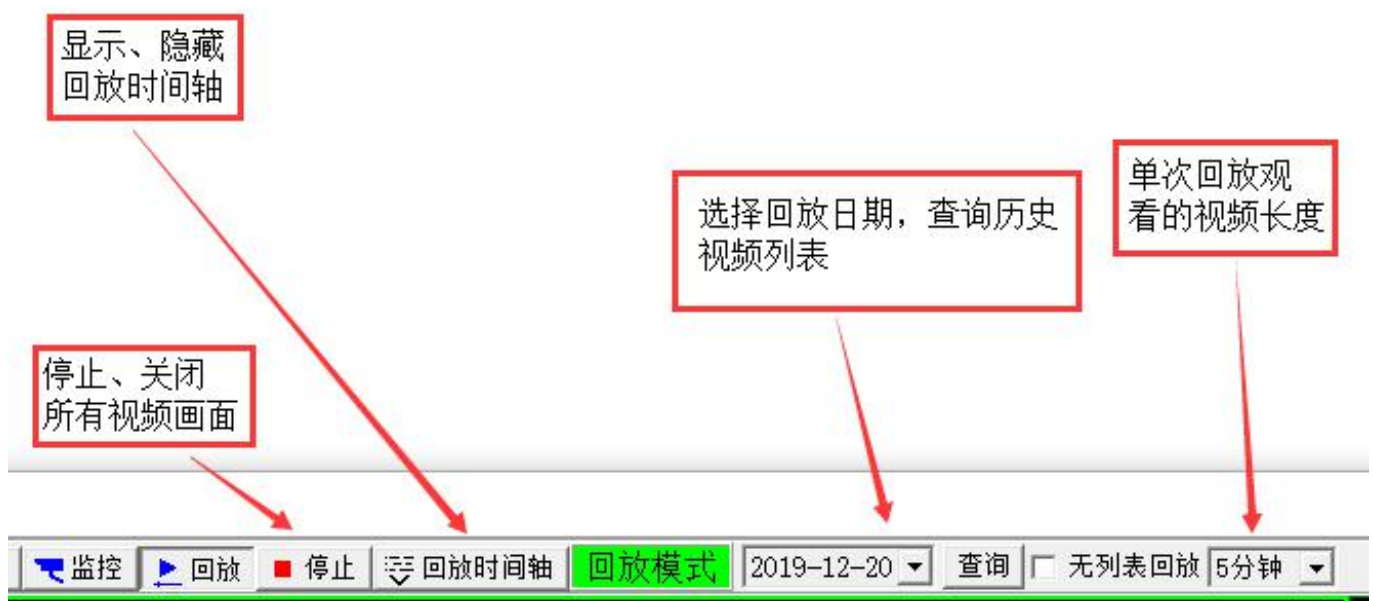 显示、隐藏
回放时间轴
单次回放观
看的视频长度
选择回放日期，查询历史
视频列表
停止、关闭
所有视频画面
监控 回放 停止 回放时间轴 回放模式 2019-12-20 查询 无列表回放 5分钟